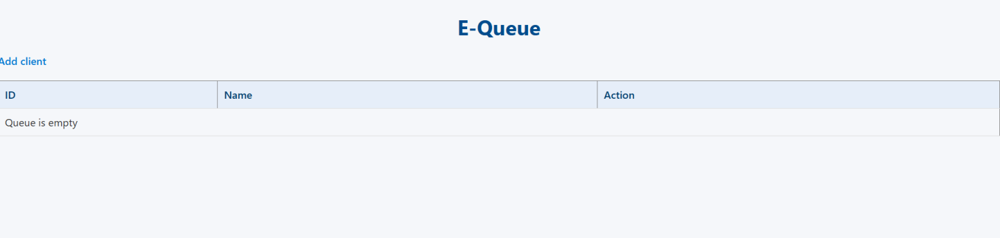 E-Queue
Add client
ID Name Action
Queue is empty